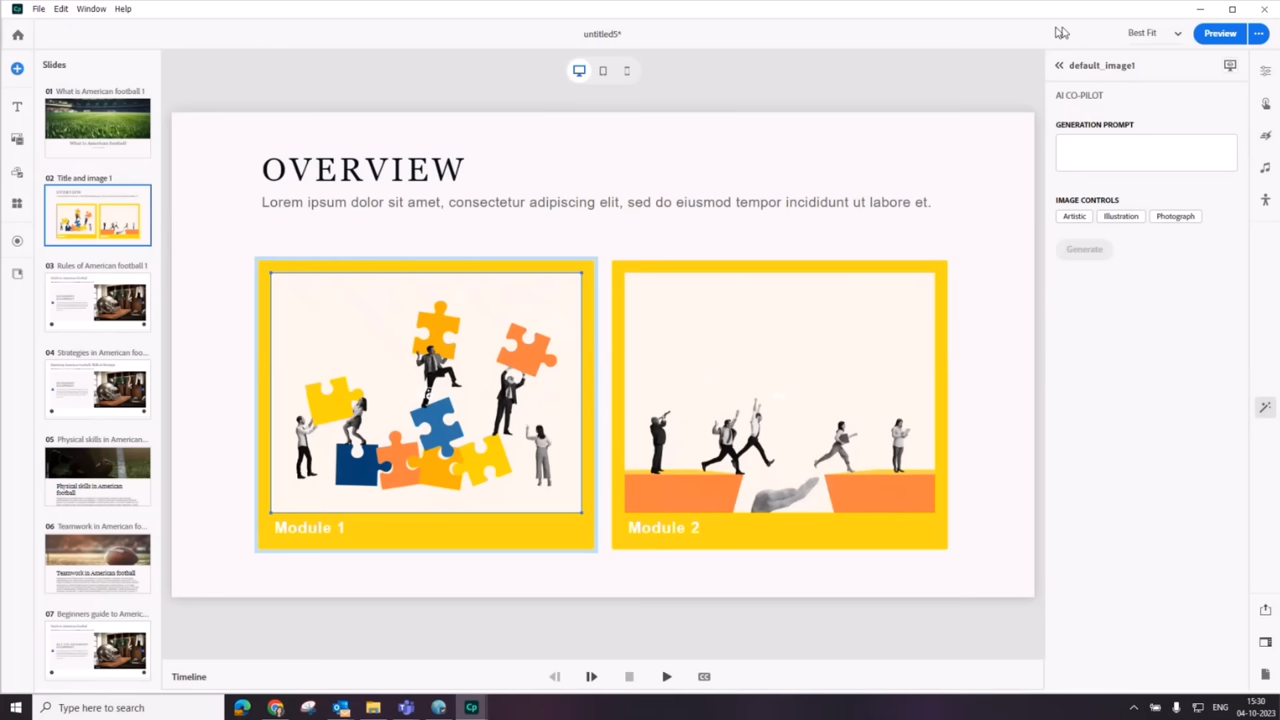 Cp File Edit Window Help
untitled5*
Best Fit
Preview
Slides
01 What is American football 1
What is American football?
02 Title and image 1
OVERVIEW
03 Rules of American football 1
04 Strategies in American foo...
05 Physical skills in American...
Physical skills in American
football
06 Teamwork in American fo...
Teamwork in American football
07 Beginners guide to Americ...
OVERVIEW
Lorem ipsum dolor sit amet, consectetur adipiscing elit, sed do eiusmod tempor incididunt ut labore et.
Module 1
Module 2
default_image1
AI CO-PILOT
GENERATION PROMPT
IMAGE CONTROLS
Artistic Illustration Photograph
Generate
Timeline
CC
Type here to search
Cp
ENG
15:30
04-10-2023